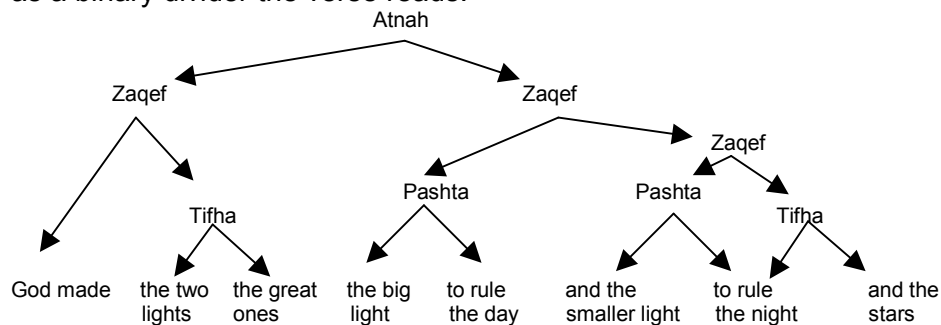 as a binary divider the verse reads:
Atnah
Zaqef
Zaqef
Zaqef
Pashta
Pashta
Tifha
Tifha
God made
the two
lights
the great
ones
the big
light
to rule
the day
and the
smaller light
to rule
the night
and the
stars